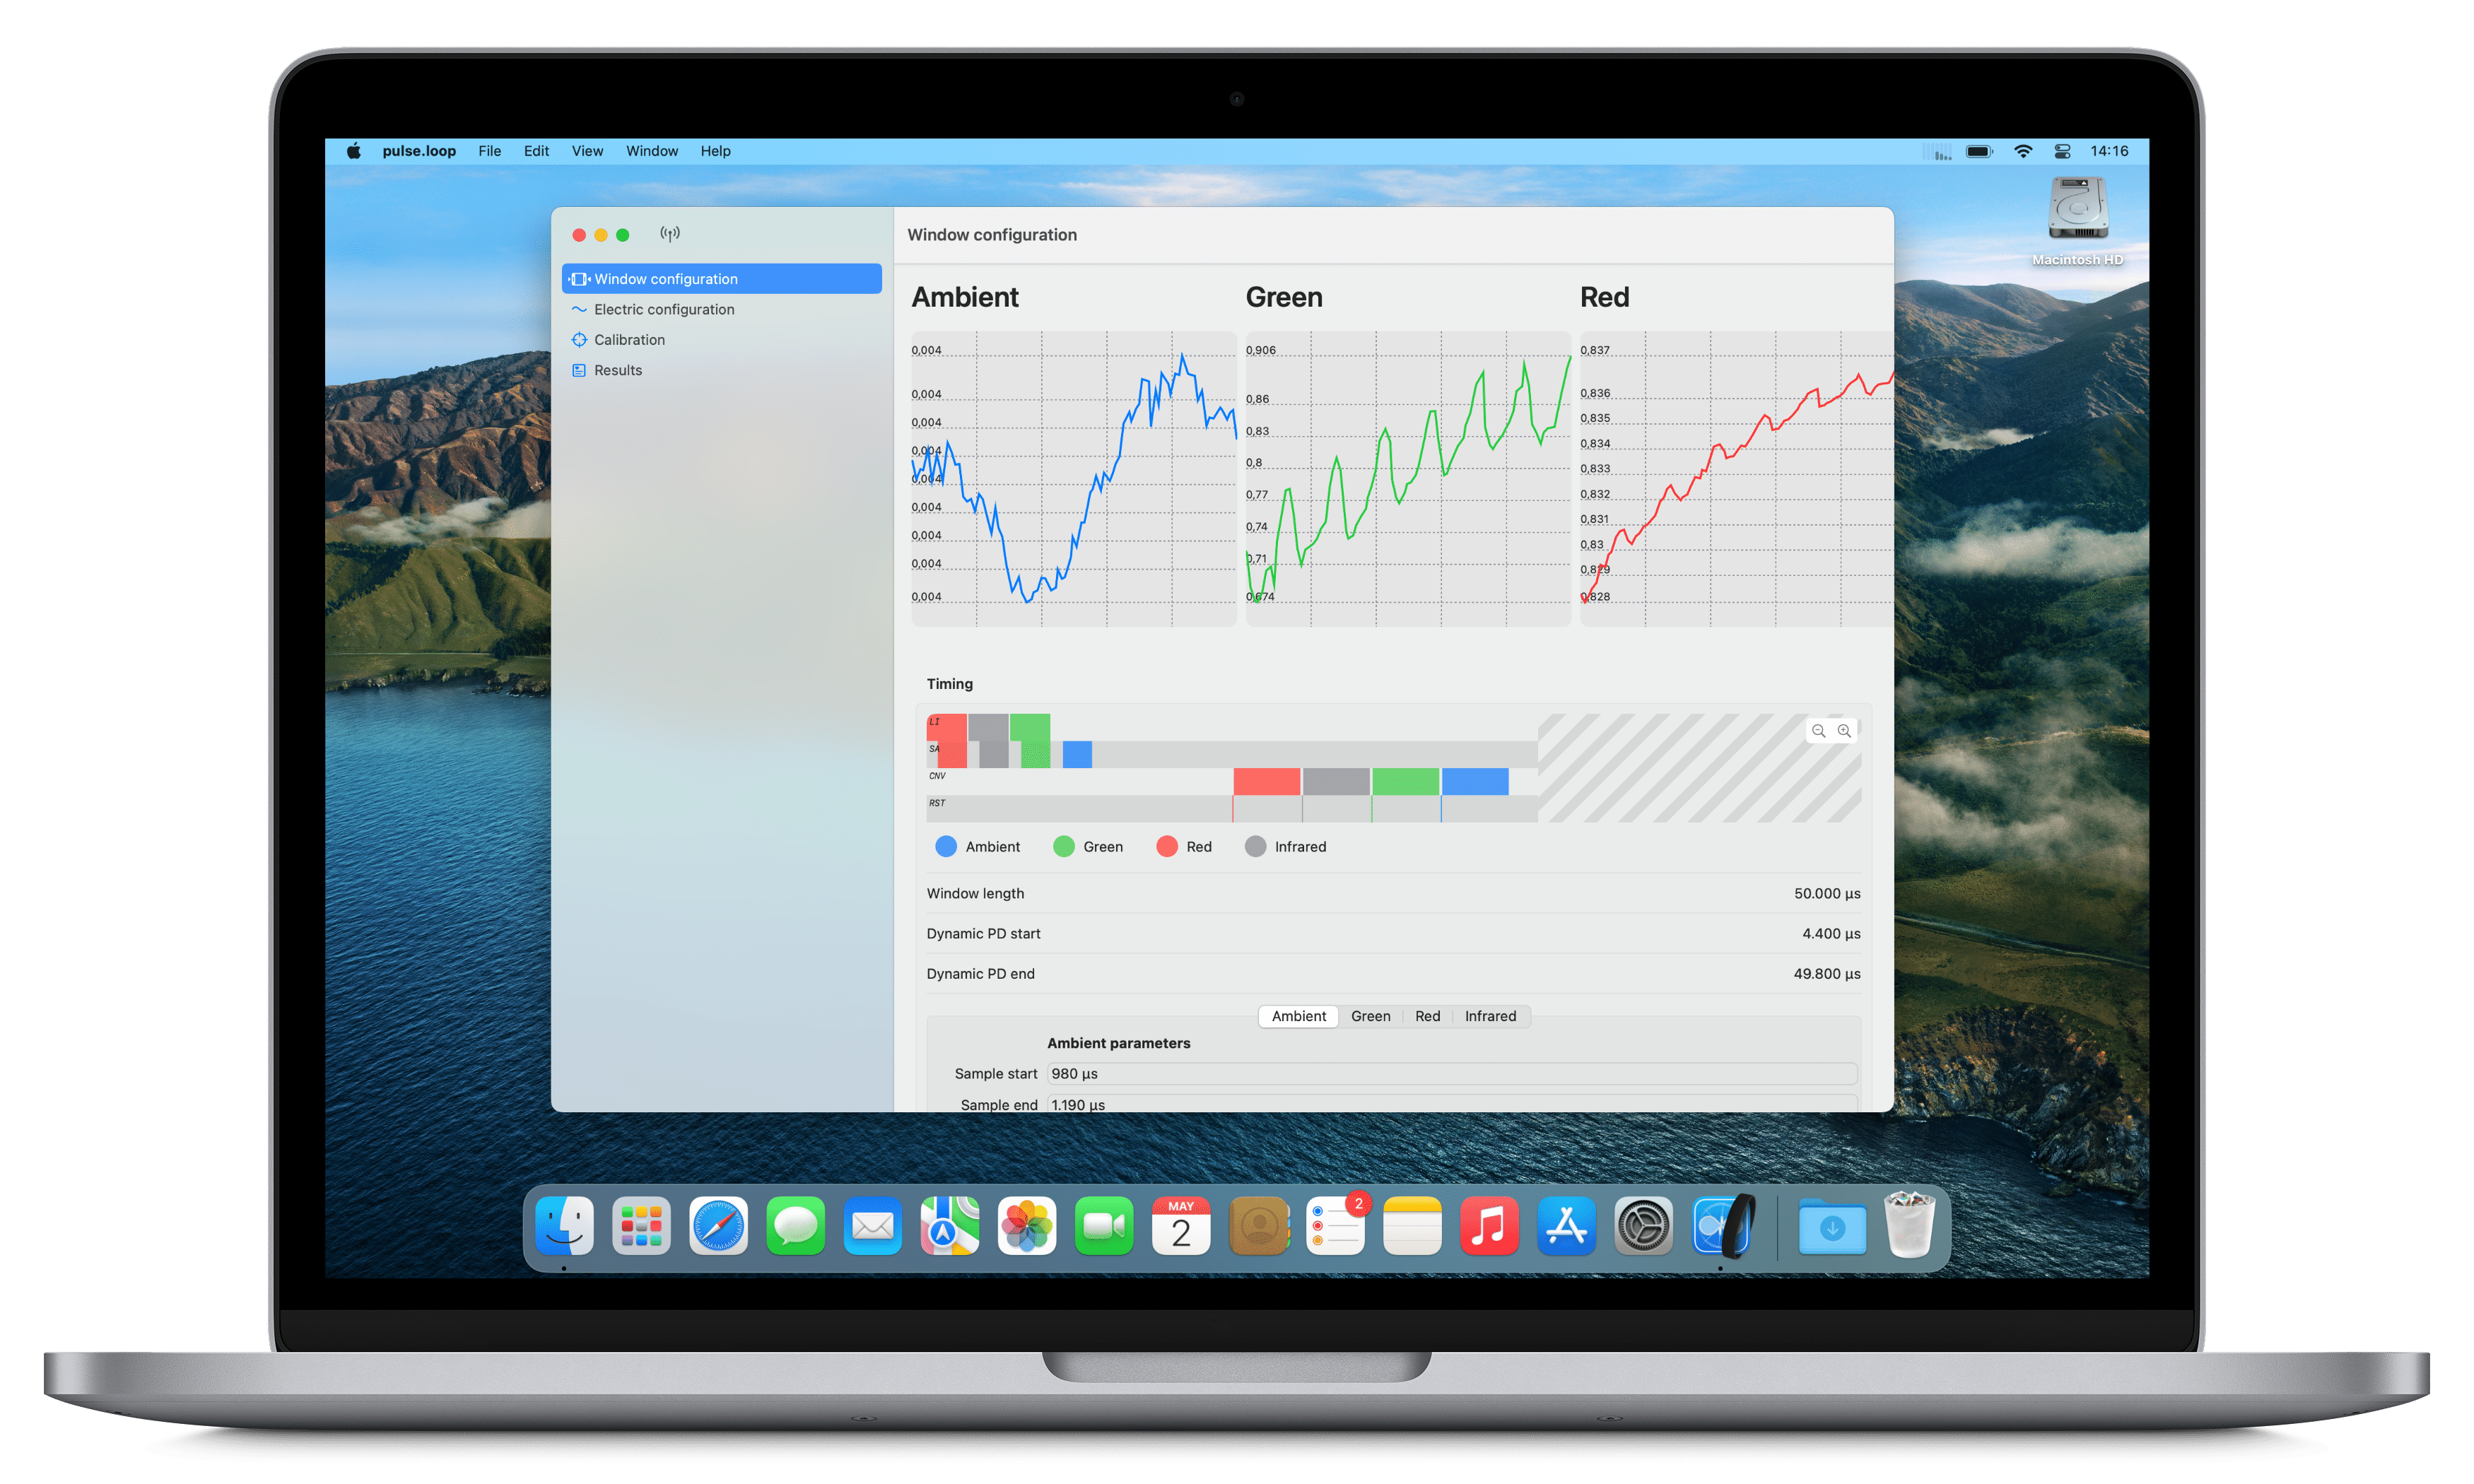 pulse.loop File Edit View Window Help 14:16
Macintosh HD
Window configuration
Electric configuration
Calibration
Results
Window configuration
Ambient
0,004
0,004
0,004
0,004
0,004
0,004
0,004
0,004
0,004
Green
0,906
0,86
0,83
0,8
0,77
0,74
0,71
0,674
Red
0,837
0,836
0,835
0,834
0,833
0,832
0,831
0,83
0,829
0,828
Timing
LI
SA
CNV
RST
Ambient Green Red Infrared
Window length 50.000 µs
Dynamic PD start 4.400 µs
Dynamic PD end 49.800 µs
Ambient Green Red Infrared
Ambient parameters
Sample start 980 µs
Sample end 1.190 µs
MAY
2
2